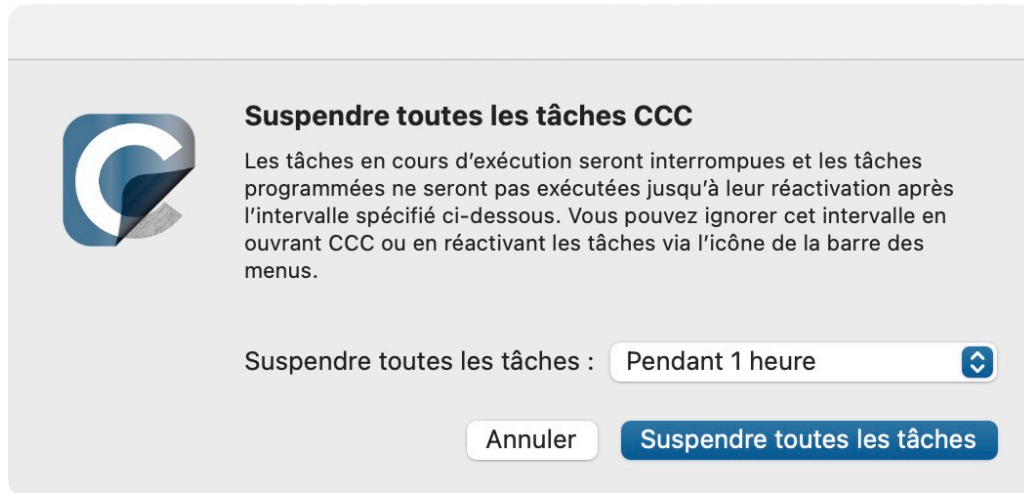 Suspendre toutes les tâches CCC
Les tâches en cours d’exécution seront interrompues et les tâches
programmées ne seront pas exécutées jusqu’à leur réactivation après
l’intervalle spécifié ci-dessous. Vous pouvez ignorer cet intervalle en
ouvrant CCC ou en réactivant les tâches via l’icône de la barre des
menus.
Suspendre toutes les tâches : Pendant 1 heure
Annuler Suspendre toutes les tâches